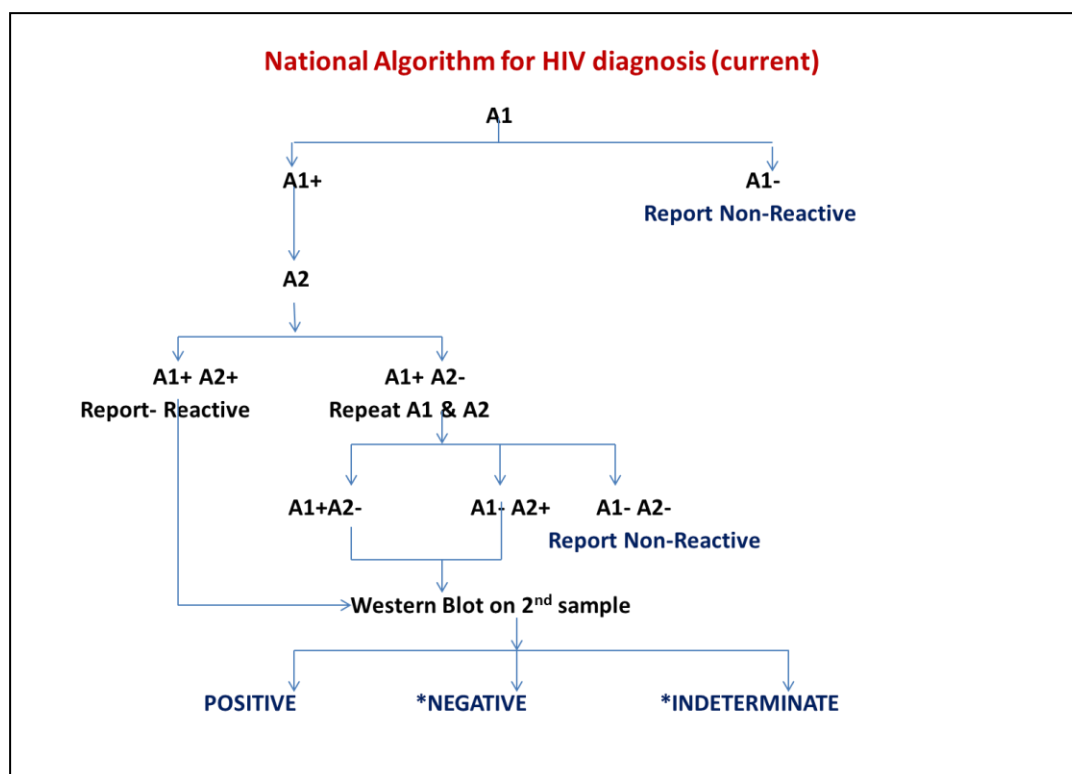 National Algorithm for HIV diagnosis (current)
A1
A1+
A1-
Report Non-Reactive
A2
A1+ A2+
Report- Reactive
A1+ A2-
Repeat A1 & A2
A1+A2-
A1- A2+
A1- A2-
Report Non-Reactive
Western Blot on 2nd sample
POSITIVE
*NEGATIVE
*INDETERMINATE